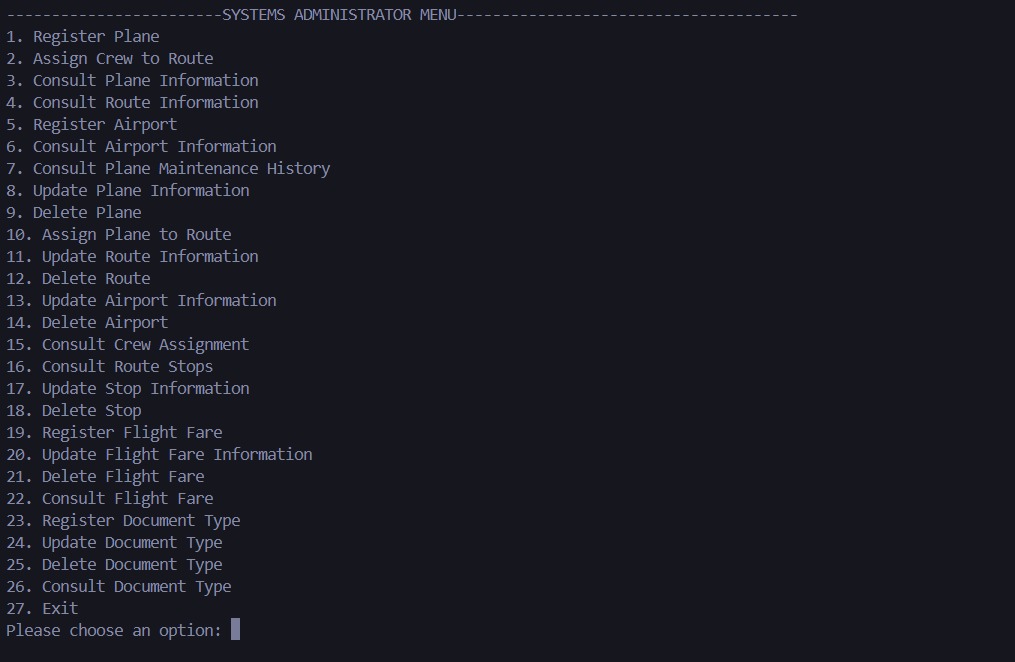 ------------------------SYSTEMS ADMINISTRATOR MENU--------------------------------------
1. Register Plane
2. Assign Crew to Route
3. Consult Plane Information
4. Consult Route Information
5. Register Airport
6. Consult Airport Information
7. Consult Plane Maintenance History
8. Update Plane Information
9. Delete Plane
10. Assign Plane to Route
11. Update Route Information
12. Delete Route
13. Update Airport Information
14. Delete Airport
15. Consult Crew Assignment
16. Consult Route Stops
17. Update Stop Information
18. Delete Stop
19. Register Flight Fare
20. Update Flight Fare Information
21. Delete Flight Fare
22. Consult Flight Fare
23. Register Document Type
24. Update Document Type
25. Delete Document Type
26. Consult Document Type
27. Exit
Please choose an option: